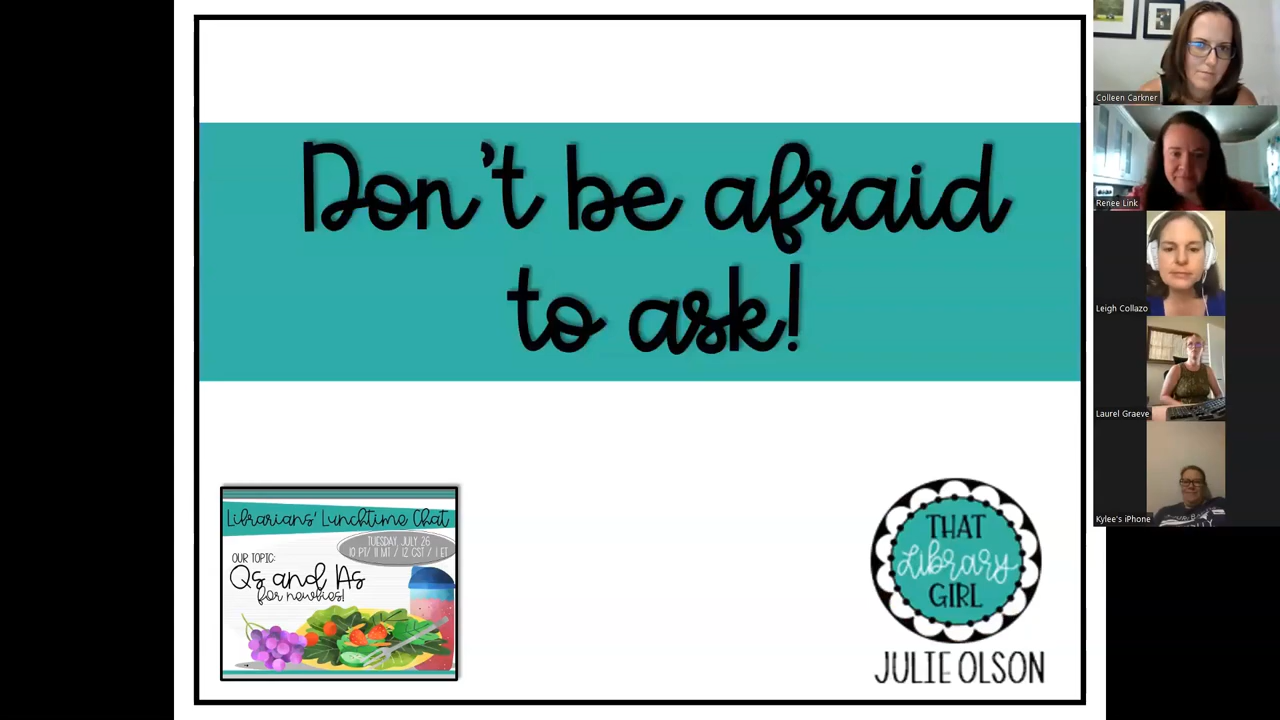 Don't be afraid
to ask!
Librarians' Lunchtime Chat
TUESDAY, JULY 26
10 PT/ 11 MT / 12 CST / 1 ET
OUR TOPIC:
Qs and As
for newbies!
THAT
Library
GIRL
JULIE OLSON
Colleen Carkner
Renee Link
Leigh Collazo
Laurel Graeve
Kylee's iPhone